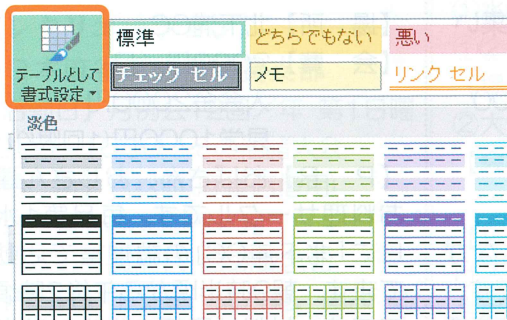 標準
どちらでもない
悪い
テーブルとして
書式設定
チェック セル
メモ
リンク セル
淡色